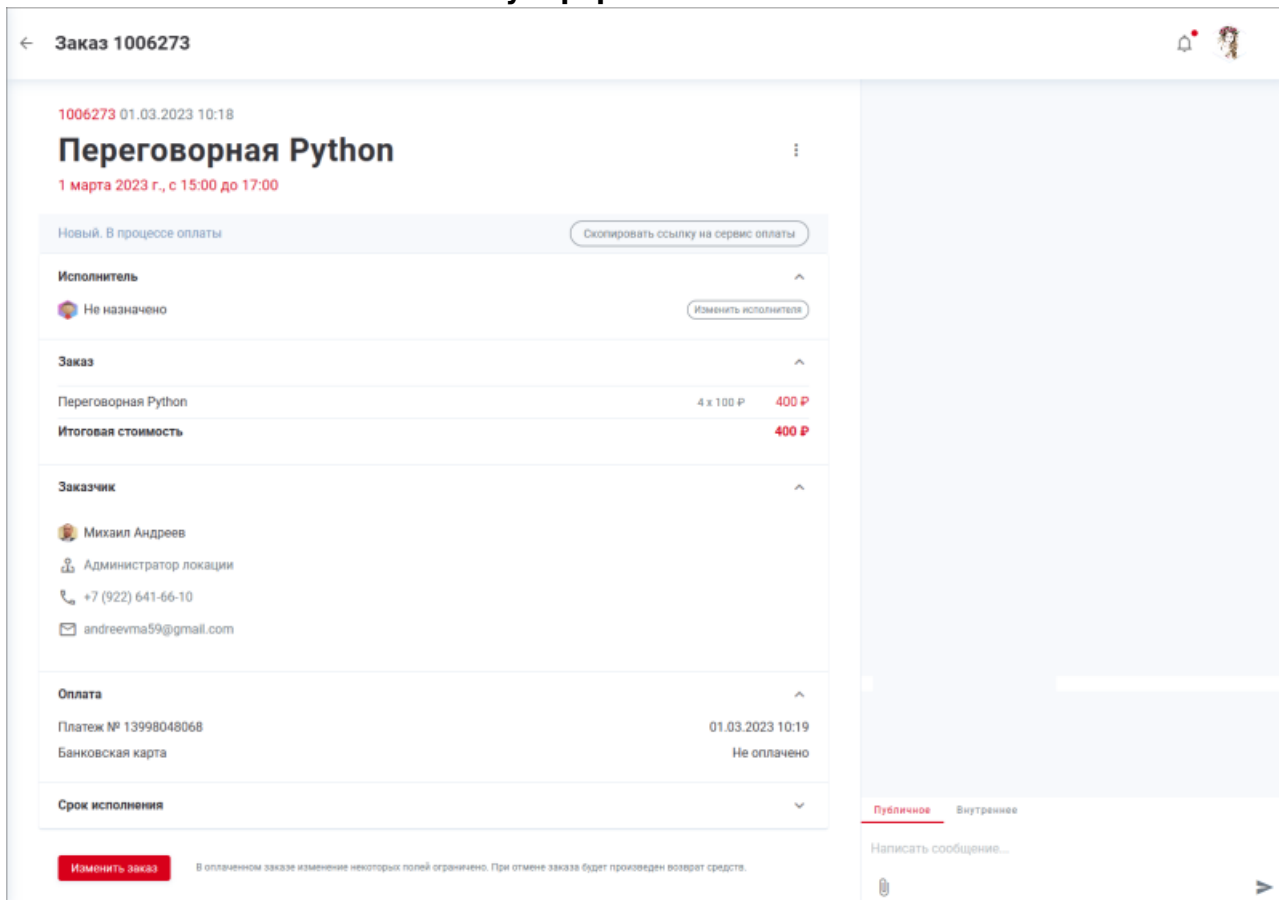 Заказ 1006273
1006273 01.03.2023 10:18
Переговорная Python
1 марта 2023 г., с 15:00 до 17:00
Новый. В процессе оплаты
Скопировать ссылку на сервис оплаты
Исполнитель
Не назначено
Изменить исполнителя
Заказ
Переговорная Python 4 x 100 ₽ 400 ₽
Итоговая стоимость 400 ₽
Заказчик
Михаил Андреев
Администратор локации
+7 (922) 641-66-10
andreevma59@gmail.com
Оплата
Платеж № 13998048068 01.03.2023 10:19
Банковская карта Не оплачено
Срок исполнения
Изменить заказ
В оплаченном заказе изменение некоторых полей ограничено. При отмене заказа будет произведен возврат средств.
Публичное Внутреннее
Написать сообщение...